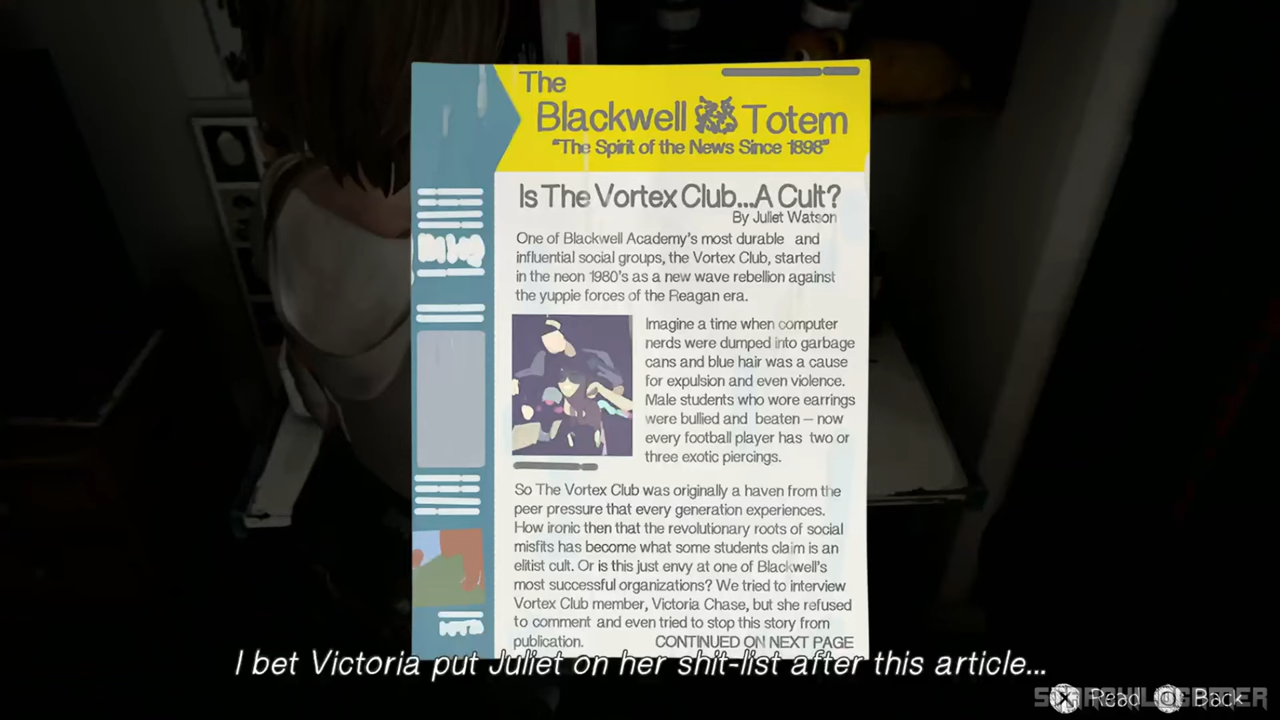 The
Blackwell Totem
"The Spirit of the News Since 1898"
Is The Vortex Club...A Cult?
By Juliet Watson
One of Blackwell Academy's most durable and
influential social groups, the Vortex Club, started
in the neon 1980's as a new wave rebellion against
the yuppie forces of the Reagan era.
Imagine a time when computer
nerds were dumped into garbage
cans and blue hair was a cause
for expulsion and even violence.
Male students who wore earrings
were bullied and beaten – now
every football player has two or
three exotic piercings.
So The Vortex Club was originally a haven from the
peer pressure that every generation experiences.
How ironic then that the revolutionary roots of social
misfits has become what some students claim is an
elitist cult. Or is this just envy at one of Blackwell's
most successful organizations? We tried to interview
Vortex Club member, Victoria Chase, but she refused
to comment and even tried to stop this story from
publication. CONTINUED ON NEXT PAGE
I bet Victoria put Juliet on her shit-list after this article...
Read Back